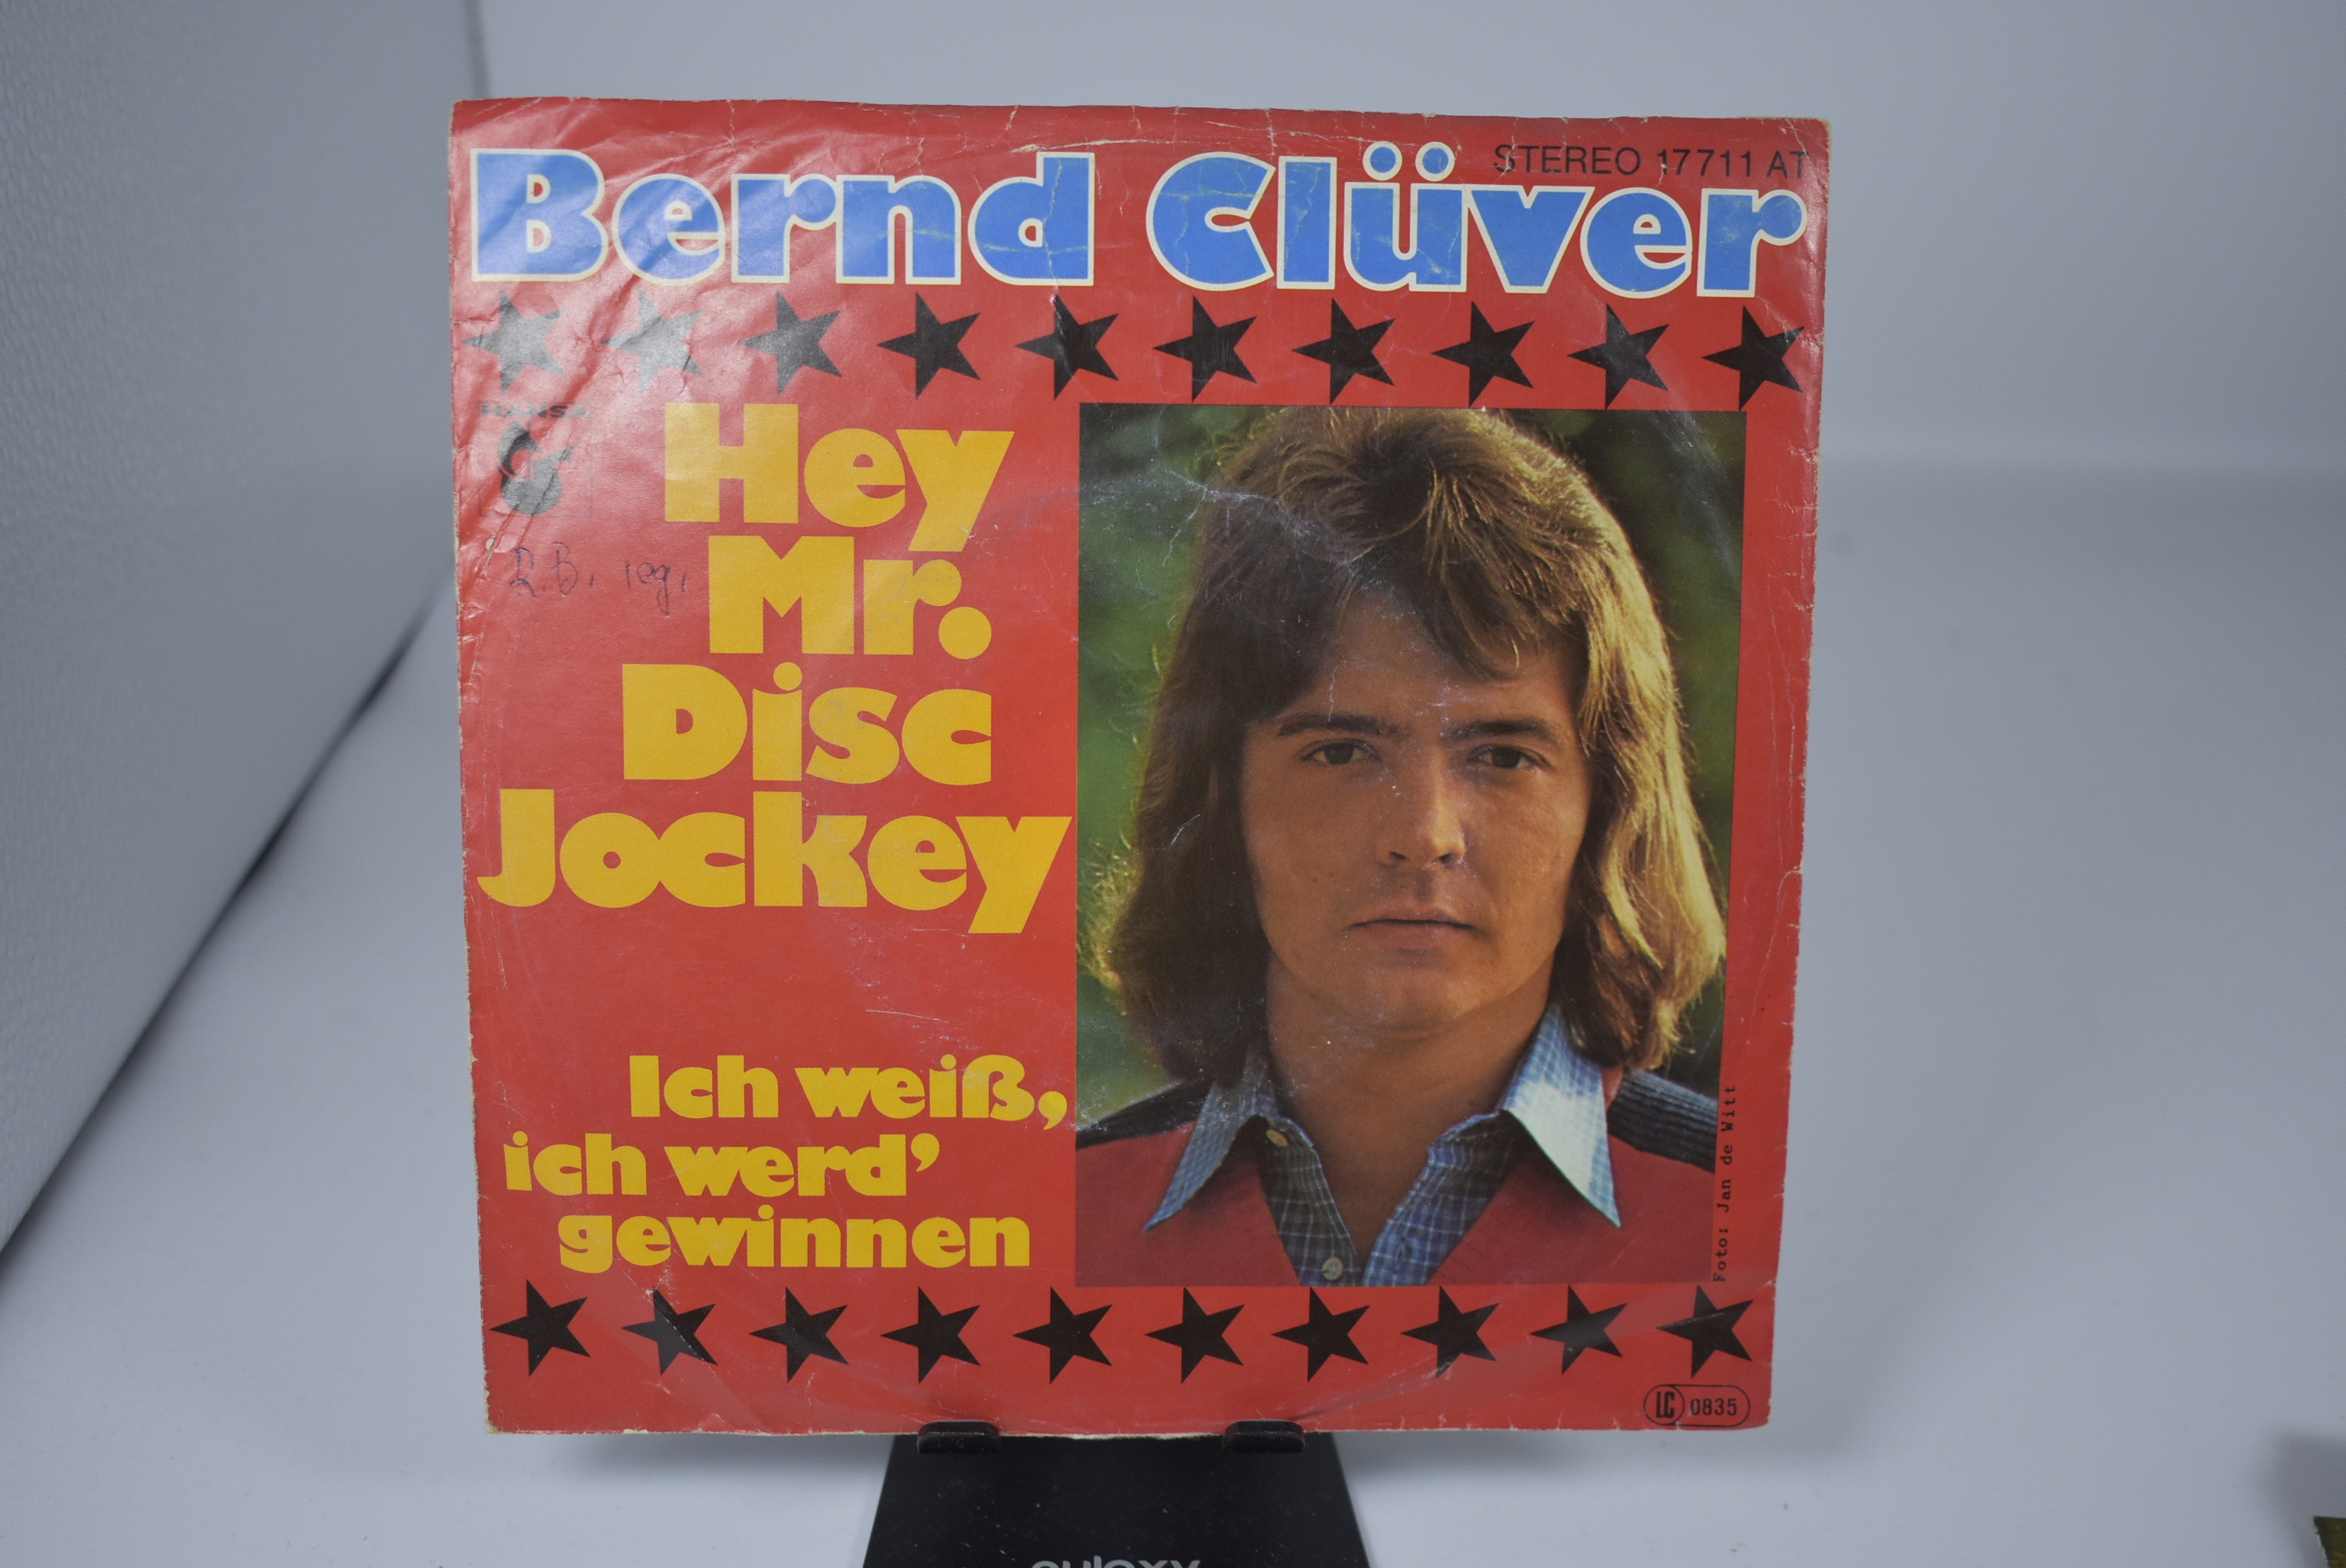 Bernd Clüver
STEREO 17711 AT
HANSA
Hey
Mr.
Disc
Jockey
Ich weiß,
ich werd’
gewinnen
Foto: Jan de Witt
LC 0835